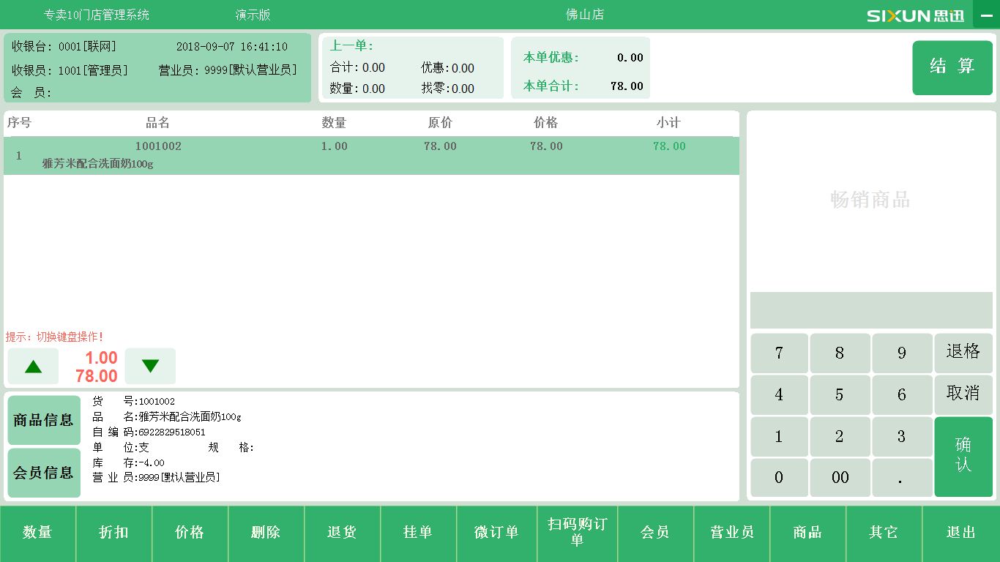 专卖10门店管理系统 演示版 佛山店 SIXUN思迅
收银台: 0001[联网] 2018-09-07 16:41:10
收银员: 1001[管理员] 营业员: 9999[默认营业员]
会 员:
上一单:
合计: 0.00 优惠: 0.00
数量: 0.00 找零: 0.00
本单优惠: 0.00
本单合计: 78.00
结 算
序号 品名 数量 原价 价格 小计
1 1001002 1.00 78.00 78.00 78.00
雅芳米配合洗面奶100g
提示: 切换键盘操作!
1.00
78.00
畅销商品
商品信息
会员信息
货 号:1001002
品 名:雅芳米配合洗面奶100g
自 编 码:6922829518051
单 位:支 规 格:
库 存:-4.00
营 业 员:9999[默认营业员]
7 8 9 退格
4 5 6 取消
1 2 3
确
认
0 00 .
数量 折扣 价格 删除 退货 挂单 微订单 扫码购订
单
会员 营业员 商品 其它 退出